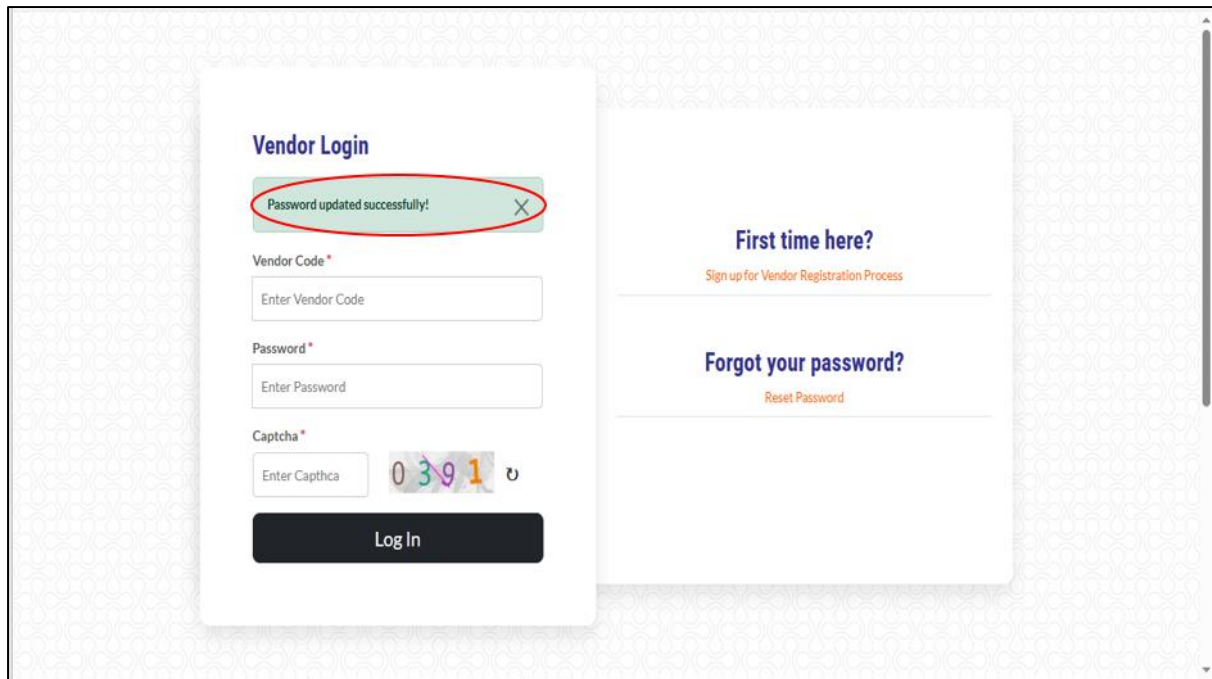 Vendor Login
Password updated successfully!
Vendor Code *
Enter Vendor Code
Password *
Enter Password
Captcha *
Enter Capthca
0391
Log In
First time here?
Sign up for Vendor Registration Process
Forgot your password?
Reset Password